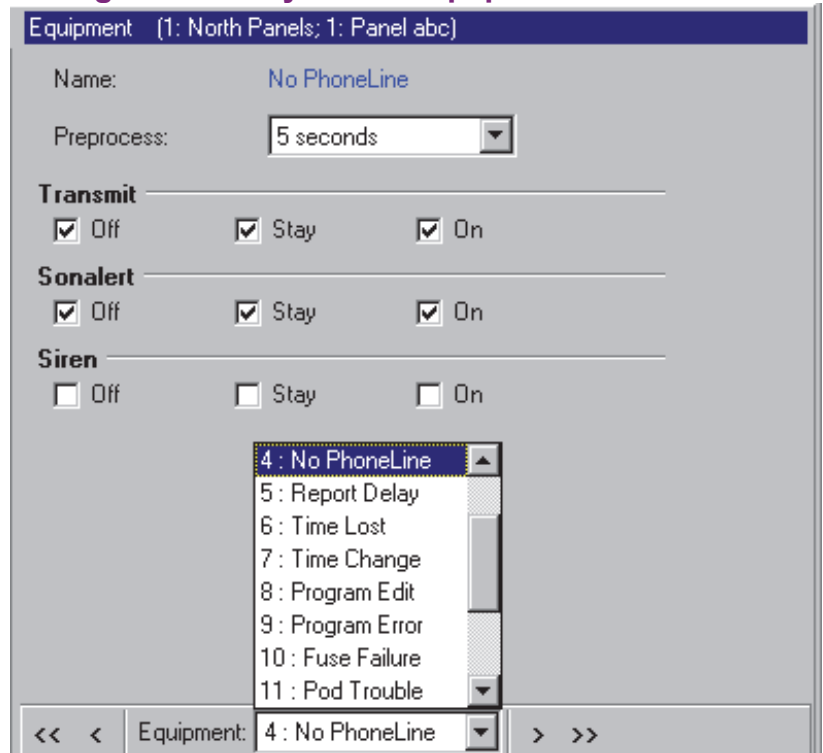 Equipment (1: North Panels; 1: Panel abc)
Name: No PhoneLine
Preprocess: 5 seconds
Transmit
Off Stay On
Sonalert
Off Stay On
Siren
Off Stay On
4 : No PhoneLine
5 : Report Delay
6 : Time Lost
7 : Time Change
8 : Program Edit
9 : Program Error
10 : Fuse Failure
11 : Pod Trouble
<< < Equipment: 4 : No PhoneLine > >>